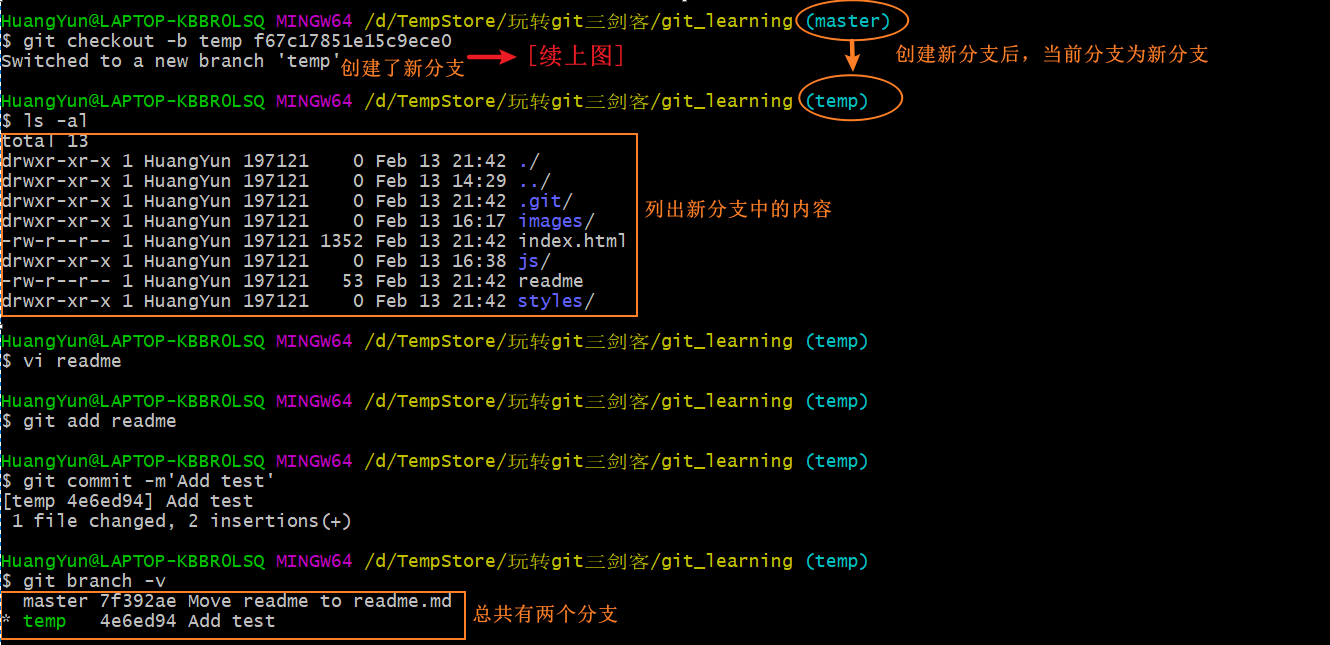 HuangYun@LAPTOP-KBBR0LSQ MINGW64 /d/TempStore/玩转git三剑客/git_learning (master)
$ git checkout -b temp f67c17851e15c9ece0
Switched to a new branch 'temp'
创建了新分支
[续上图]
创建新分支后，当前分支为新分支
HuangYun@LAPTOP-KBBR0LSQ MINGW64 /d/TempStore/玩转git三剑客/git_learning (temp)
$ ls -al
total 13
drwxr-xr-x 1 HuangYun 197121    0 Feb 13 21:42 ./
drwxr-xr-x 1 HuangYun 197121    0 Feb 13 14:29 ../
drwxr-xr-x 1 HuangYun 197121    0 Feb 13 21:42 .git/
drwxr-xr-x 1 HuangYun 197121    0 Feb 13 16:17 images/
-rw-r--r-- 1 HuangYun 197121 1352 Feb 13 21:42 index.html
drwxr-xr-x 1 HuangYun 197121    0 Feb 13 16:38 js/
-rw-r--r-- 1 HuangYun 197121   53 Feb 13 21:42 readme
drwxr-xr-x 1 HuangYun 197121    0 Feb 13 21:42 styles/
列出新分支中的内容
HuangYun@LAPTOP-KBBR0LSQ MINGW64 /d/TempStore/玩转git三剑客/git_learning (temp)
$ vi readme
HuangYun@LAPTOP-KBBR0LSQ MINGW64 /d/TempStore/玩转git三剑客/git_learning (temp)
$ git add readme
HuangYun@LAPTOP-KBBR0LSQ MINGW64 /d/TempStore/玩转git三剑客/git_learning (temp)
$ git commit -m'Add test'
[temp 4e6ed94] Add test
 1 file changed, 2 insertions(+)
HuangYun@LAPTOP-KBBR0LSQ MINGW64 /d/TempStore/玩转git三剑客/git_learning (temp)
$ git branch -v
  master 7f392ae Move readme to readme.md
* temp   4e6ed94 Add test
总共有两个分支